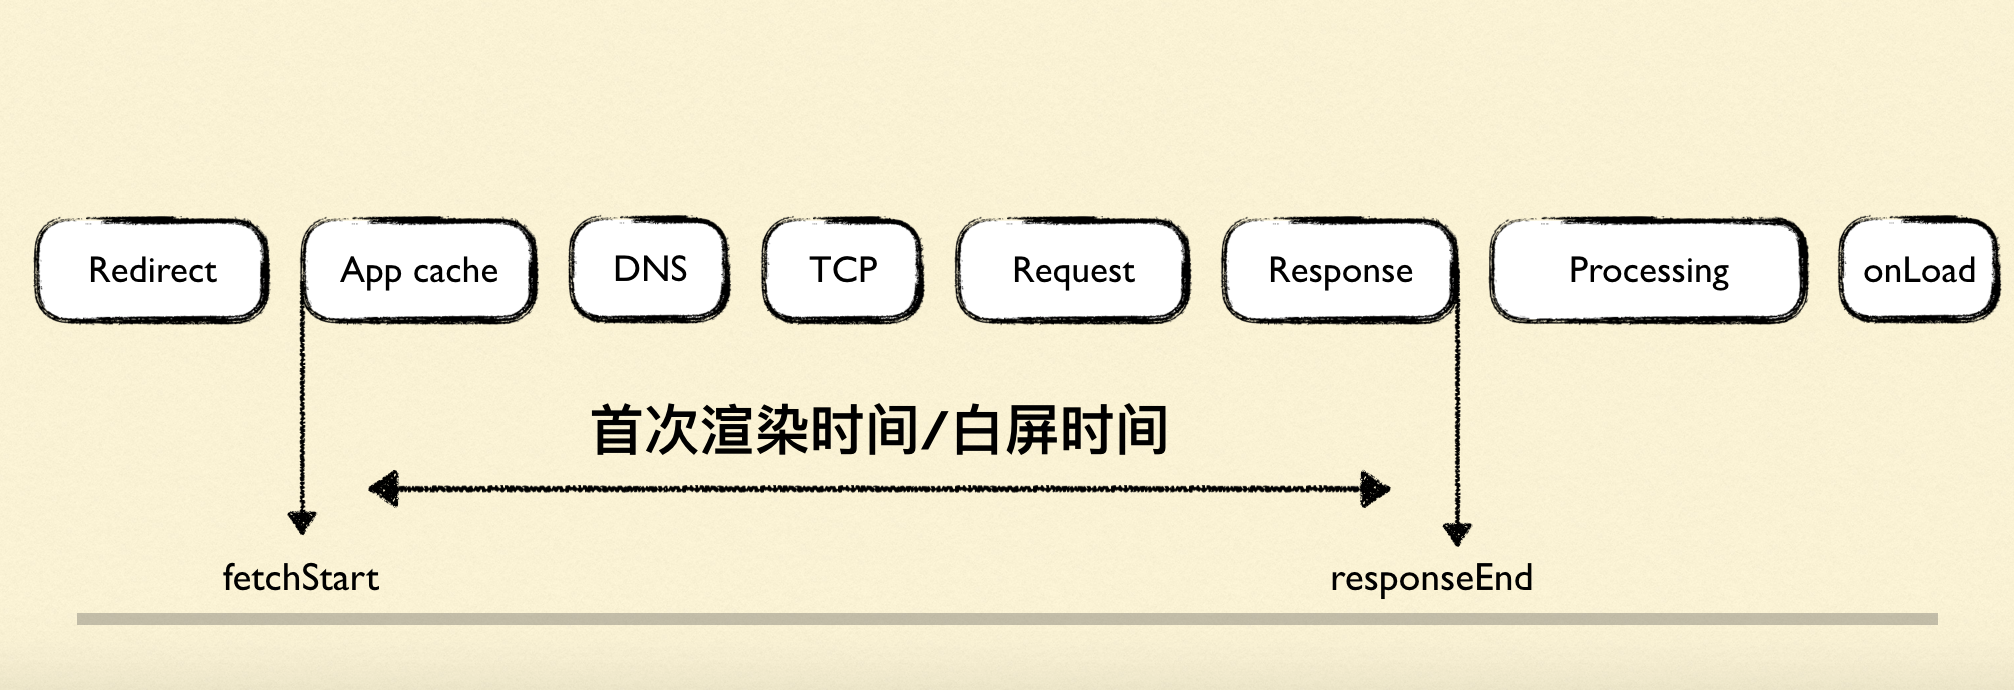 Redirect
App cache
DNS
TCP
Request
Response
Processing
onLoad
首次渲染时间/白屏时间
fetchStart
responseEnd